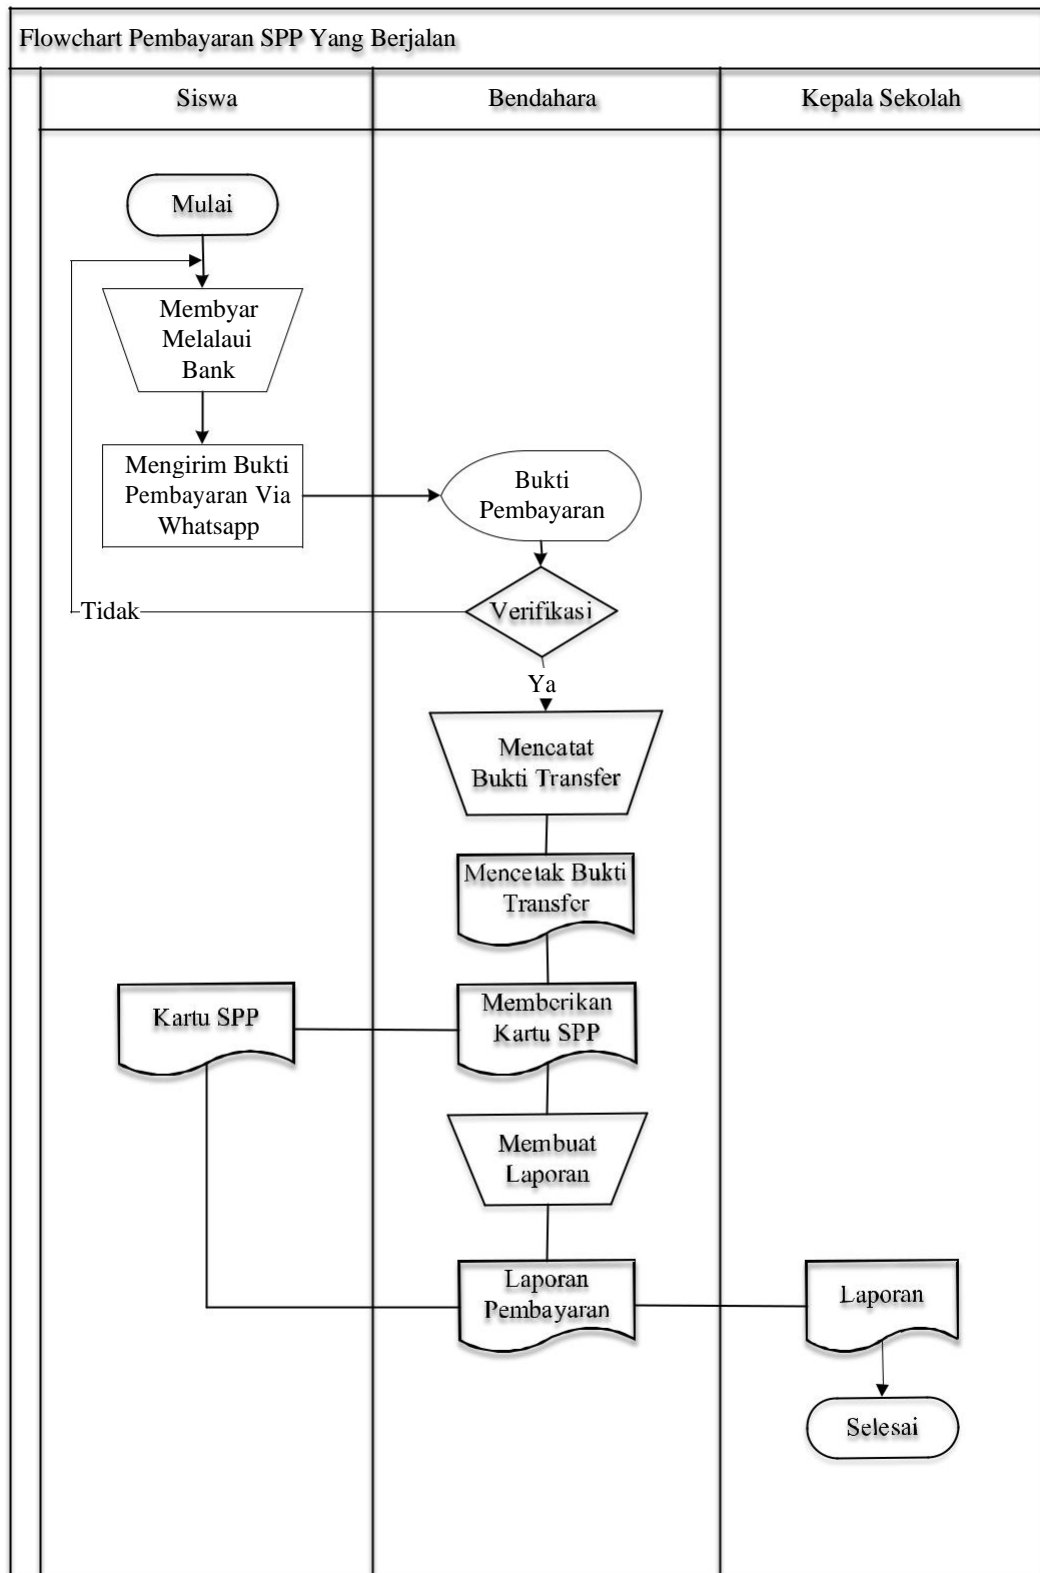 Flowchart Pembayaran SPP Yang Berjalan
Siswa
Bendahara
Kepala Sekolah
Mulai
Membyar
Melalaui
Bank
Mengirim Bukti
Pembayaran Via
Whatsapp
Bukti
Pembayaran
Verifikasi
Tidak
Ya
Mencatat
Bukti Transfer
Mencetak Bukti
Transfer
Memberikan
Kartu SPP
Kartu SPP
Membuat
Laporan
Laporan
Pembayaran
Laporan
Selesai